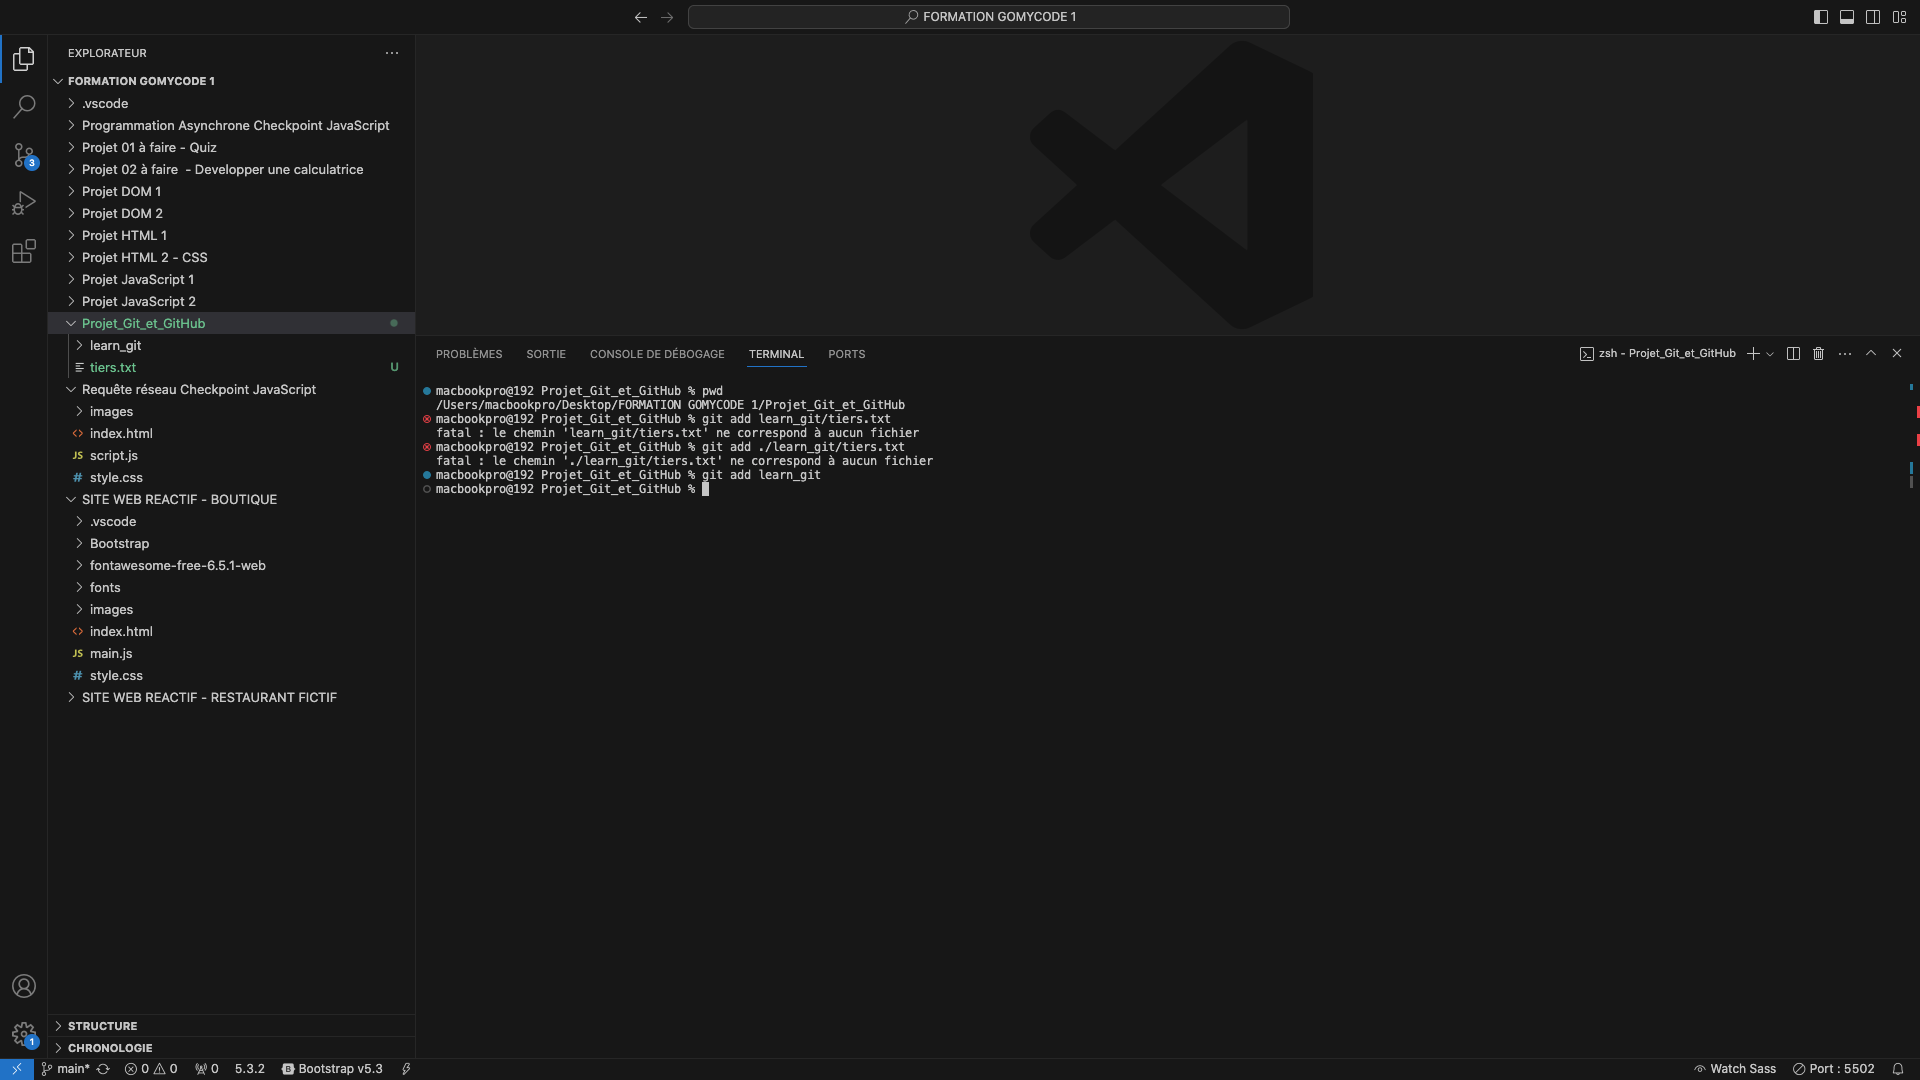 FORMATION GOMYCODE 1
EXPLORATEUR
FORMATION GOMYCODE 1
.vscode
Programmation Asynchrone Checkpoint JavaScript
Projet 01 à faire - Quiz
3
Projet 02 à faire  - Developper une calculatrice
Projet DOM 1
Projet DOM 2
Projet HTML 1
Projet HTML 2 - CSS
Projet JavaScript 1
Projet JavaScript 2
Projet_Git_et_GitHub
learn_git
tiers.txt U
Requête réseau Checkpoint JavaScript
images
index.html
JS script.js
# style.css
SITE WEB REACTIF - BOUTIQUE
.vscode
Bootstrap
fontawesome-free-6.5.1-web
fonts
images
index.html
JS main.js
# style.css
SITE WEB REACTIF - RESTAURANT FICTIF
STRUCTURE
1
CHRONOLOGIE
PROBLÈMES SORTIE CONSOLE DE DÉBOGAGE TERMINAL PORTS
zsh - Projet_Git_et_GitHub
macbookpro@192 Projet_Git_et_GitHub % pwd
/Users/macbookpro/Desktop/FORMATION GOMYCODE 1/Projet_Git_et_GitHub
macbookpro@192 Projet_Git_et_GitHub % git add learn_git/tiers.txt
fatal : le chemin 'learn_git/tiers.txt' ne correspond à aucun fichier
macbookpro@192 Projet_Git_et_GitHub % git add ./learn_git/tiers.txt
fatal : le chemin './learn_git/tiers.txt' ne correspond à aucun fichier
macbookpro@192 Projet_Git_et_GitHub % git add learn_git
macbookpro@192 Projet_Git_et_GitHub %
main* 0 0 0 5.3.2 B Bootstrap v5.3 Watch Sass Port : 5502